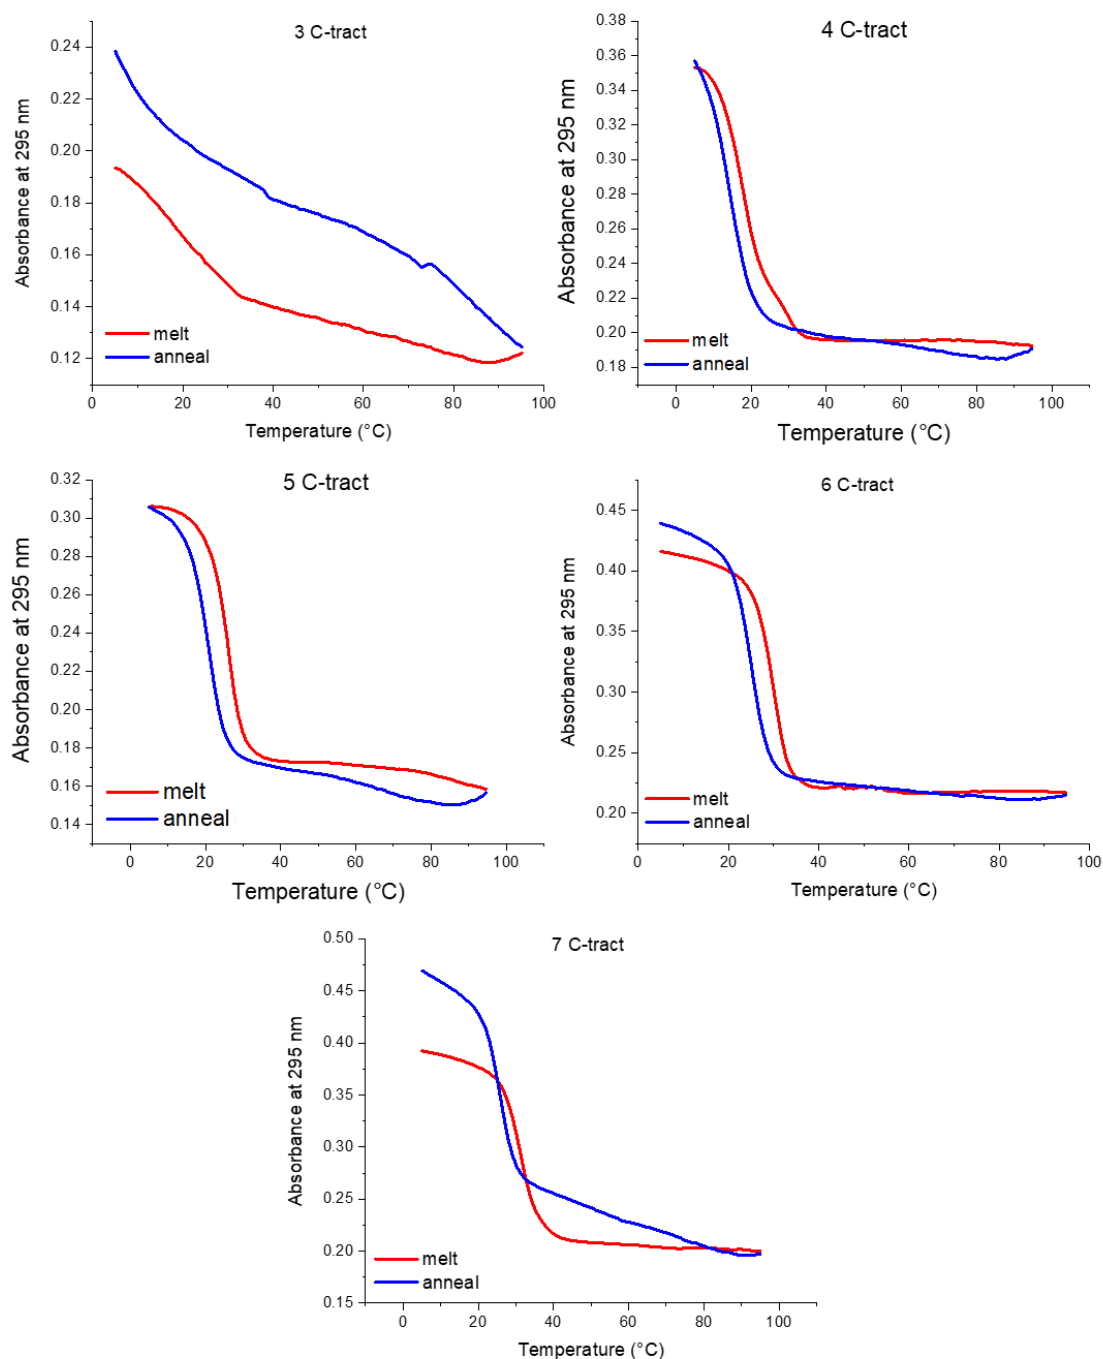 3 C-tract
Absorbance at 295 nm
0.24
0.22
0.20
0.18
0.16
0.14
0.12
melt
anneal
0 20 40 60 80 100
Temperature (°C)
4 C-tract
Absorbance at 295 nm
0.38
0.36
0.34
0.32
0.30
0.28
0.26
0.24
0.22
0.20
0.18
melt
anneal
0 20 40 60 80 100
Temperature (°C)
5 C-tract
Absorbance at 295 nm
0.32
0.30
0.28
0.26
0.24
0.22
0.20
0.18
0.16
0.14
melt
anneal
0 20 40 60 80 100
Temperature (°C)
6 C-tract
Absorbance at 295 nm
0.45
0.40
0.35
0.30
0.25
0.20
melt
anneal
0 20 40 60 80 100
Temperature (°C)
7 C-tract
Absorbance at 295 nm
0.50
0.45
0.40
0.35
0.30
0.25
0.20
0.15
melt
anneal
0 20 40 60 80 100
Temperature (°C)